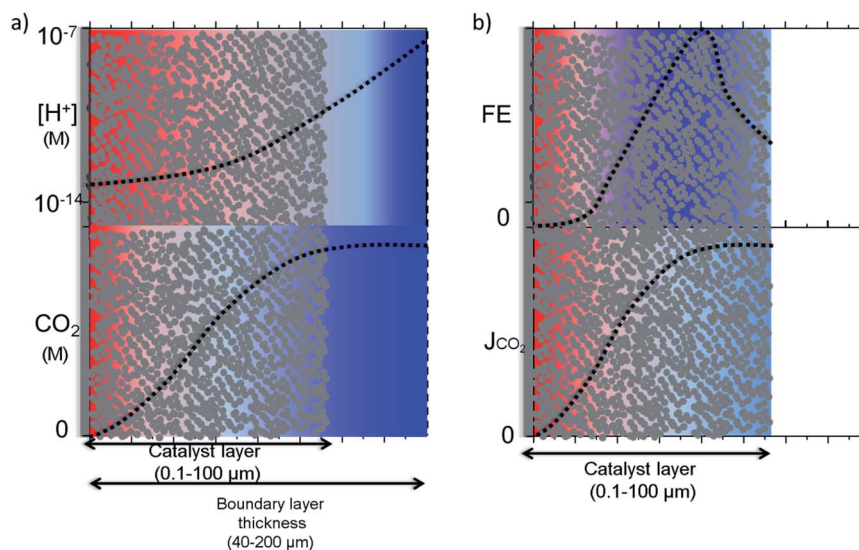 a)
10⁻⁷
[H⁺]
(M)
10⁻¹⁴
CO₂
(M)
0
Catalyst layer
(0.1-100 µm)
Boundary layer
thickness
(40-200 µm)
b)
FE
0
JCO₂
0
Catalyst layer
(0.1-100 µm)